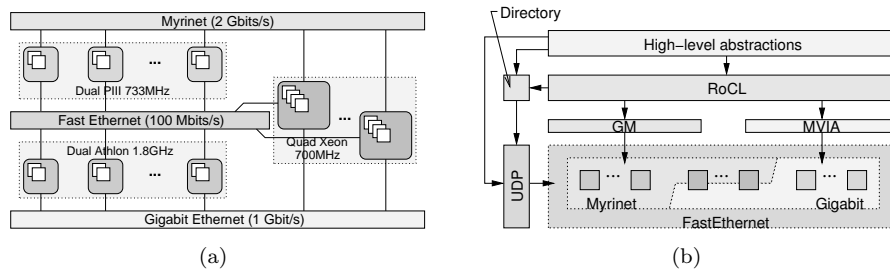 Myrinet (2 Gbits/s)
...
Dual PIII 733MHz
Fast Ethernet (100 Mbits/s)
...
Quad Xeon
700MHz
Dual Athlon 1.8GHz
...
Gigabit Ethernet (1 Gbit/s)
(a)
Directory
High-level abstractions
RoCL
GM
MVIA
UDP
... ... ...
Myrinet
Gigabit
FastEthernet
(b)